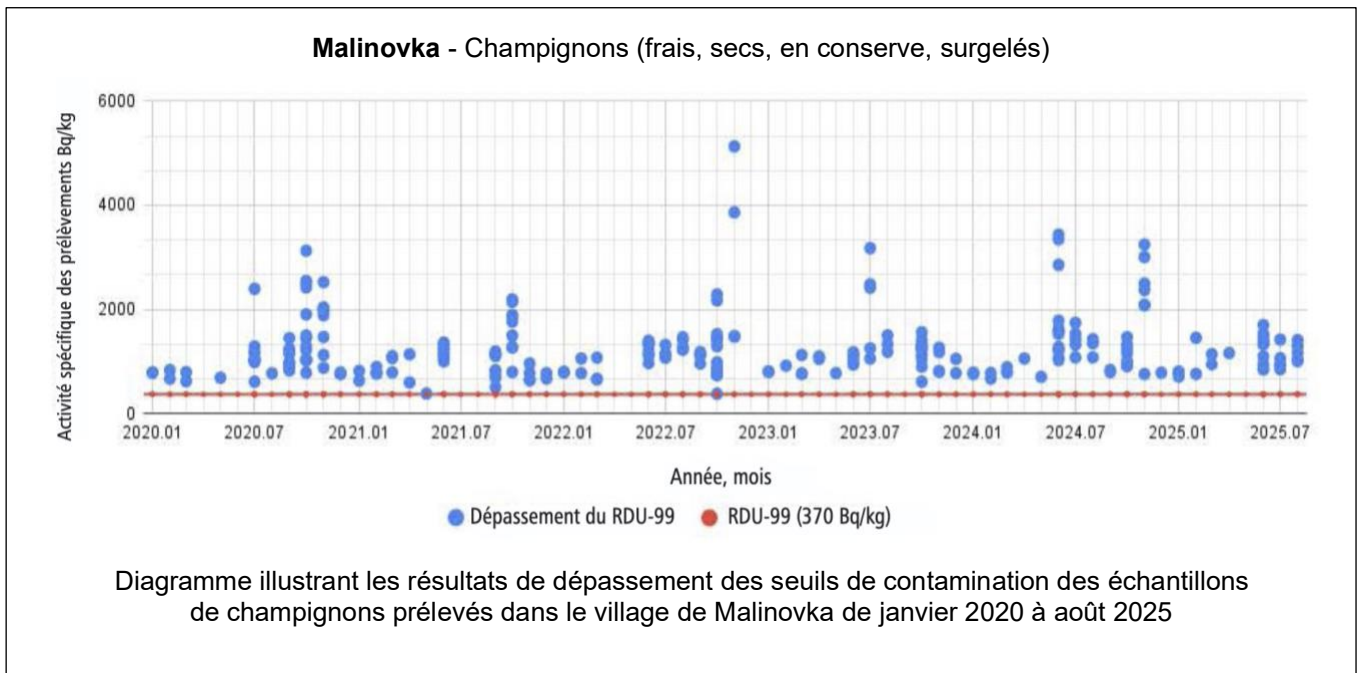 Malinovka - Champignons (frais, secs, en conserve, surgelés)
Activité spécifique des prélèvements Bq/kg
6000
4000
2000
0
2020.01 2020.07 2021.01 2021.07 2022.01 2022.07 2023.01 2023.07 2024.01 2024.07 2025.01 2025.07
Année, mois
Dépassement du RDU-99 RDU-99 (370 Bq/kg)
Diagramme illustrant les résultats de dépassement des seuils de contamination des échantillons
de champignons prélevés dans le village de Malinovka de janvier 2020 à août 2025